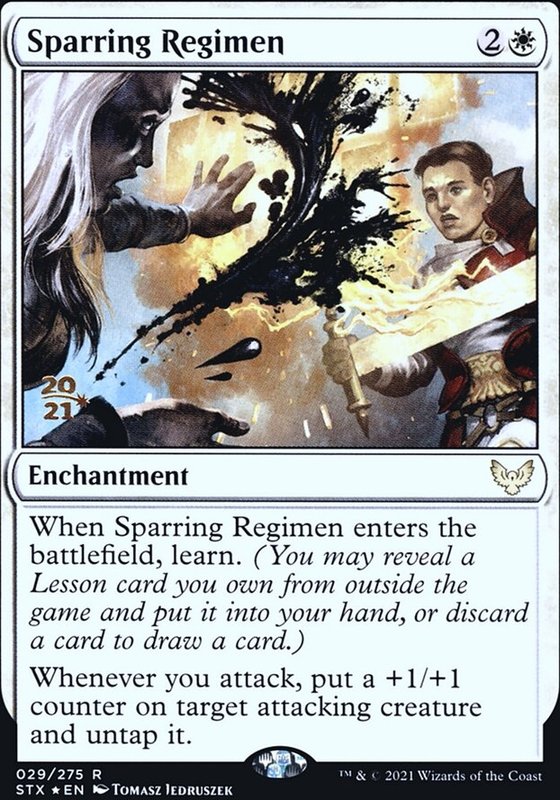 Sparring Regimen 2
20
21
Enchantment
When Sparring Regimen enters the
battlefield, learn. (You may reveal a
Lesson card you own from outside the
game and put it into your hand, or discard
a card to draw a card.)
Whenever you attack, put a +1/+1
counter on target attacking creature
and untap it.
029/275 R
STX ★ EN Tomasz Jedruszek
™ & © 2021 Wizards of the Coast